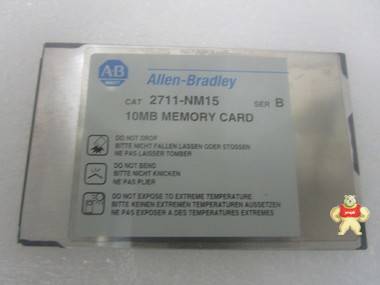 AB
Allen-Bradley
CAT 2711-NM15 SER B
10MB MEMORY CARD
DO NOT DROP
BITTE NICHT FALLEN LASSEN ODER STOSSEN
NE PAS LAISSER TOMBER
DO NOT BEND
BITTE NICHT KNICKEN
NE PAS PLIER
DO NOT EXPOSE TO EXTREME TEMPERATURE
BITTE KEINEN EXTREMEN TEMPERATUREN AUSSETZEN
NE PAS EXPOSER A DES TEMPERATURES EXTREMES